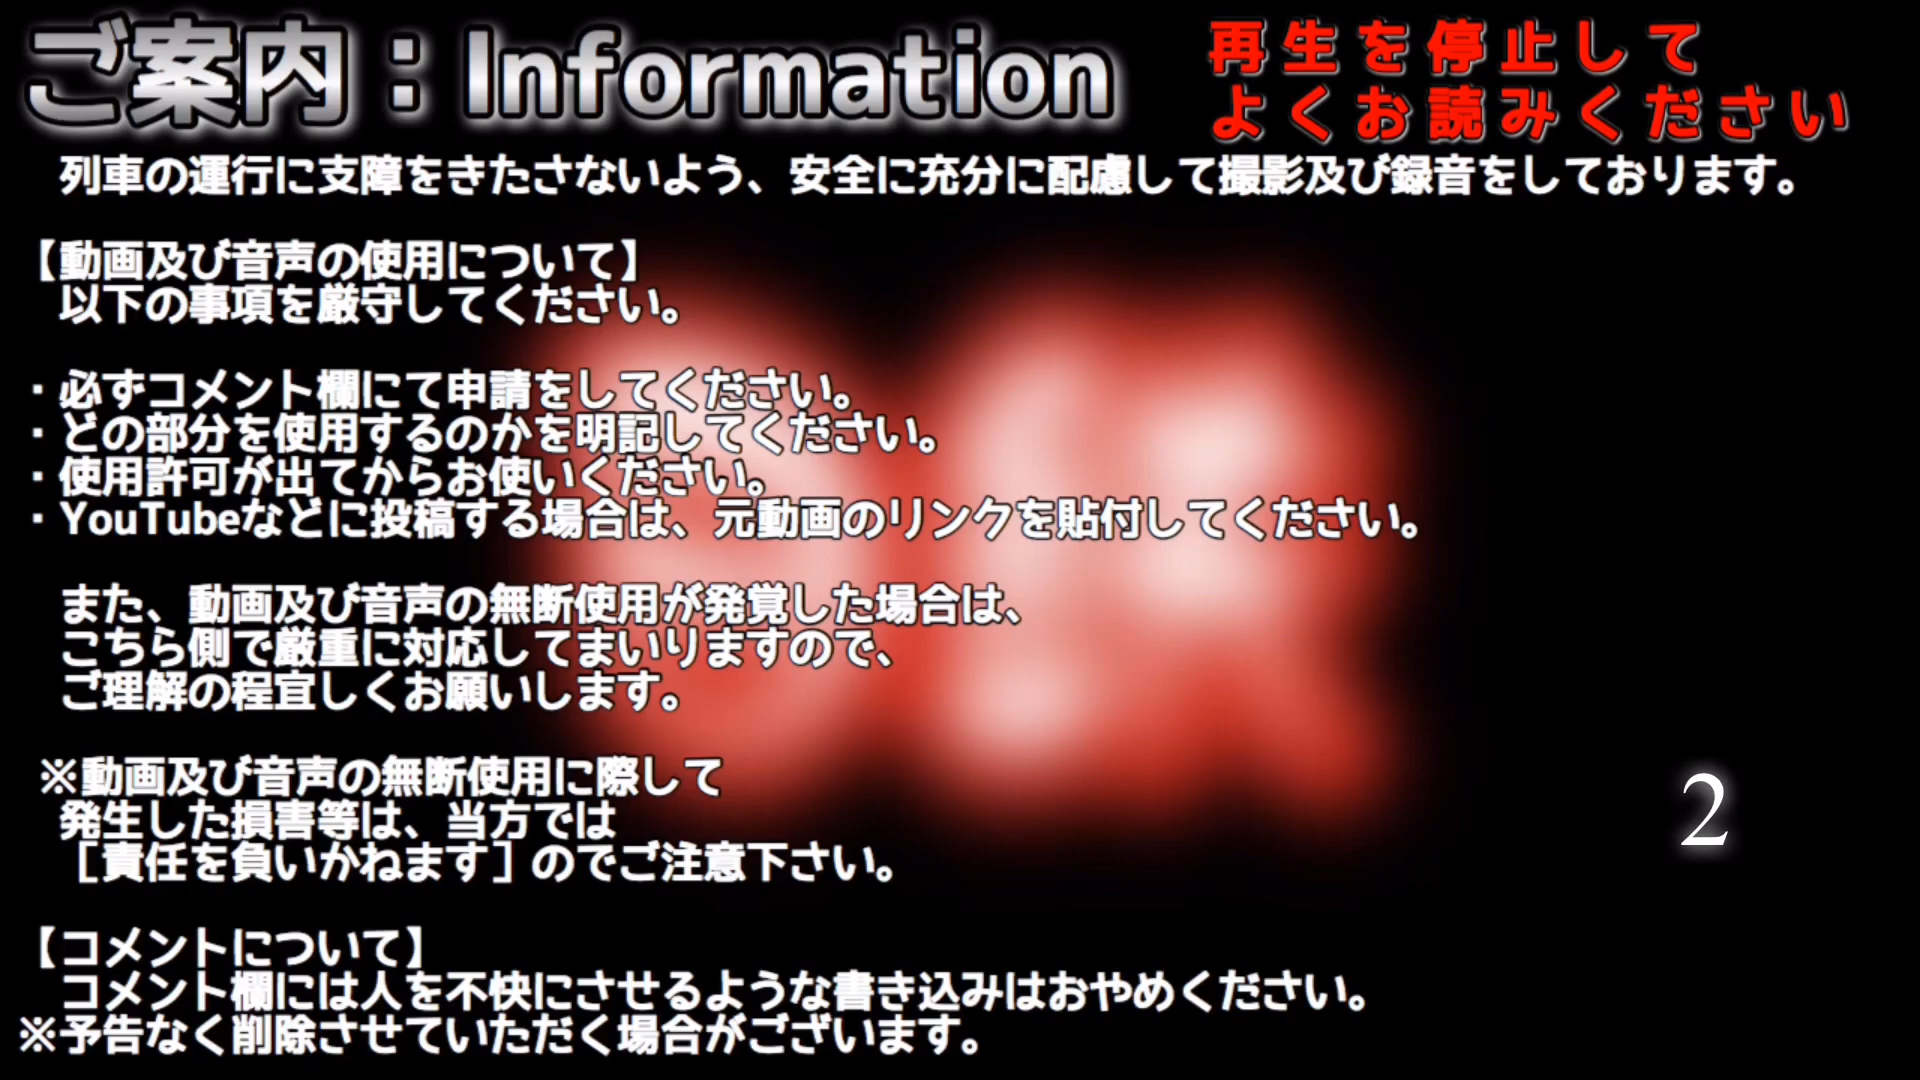 ご案内：Information
再生を停止して
よくお読みください
列車の運行に支障をきたさないよう、安全に充分に配慮して撮影及び録音をしております。
【動画及び音声の使用について】
以下の事項を厳守してください。
・必ずコメント欄にて申請をしてください。
・どの部分を使用するのかを明記してください。
・使用許可が出てからお使いください。
・YouTubeなどに投稿する場合は、元動画のリンクを貼付してください。
また、動画及び音声の無断使用が発覚した場合は、
こちら側で厳重に対応してまいりますので、
ご理解の程宜しくお願いします。
※動画及び音声の無断使用に際して
発生した損害等は、当方では
［責任を負いかねます］のでご注意下さい。
2
【コメントについて】
コメント欄には人を不快にさせるような書き込みはおやめください。
※予告なく削除させていただく場合がございます。